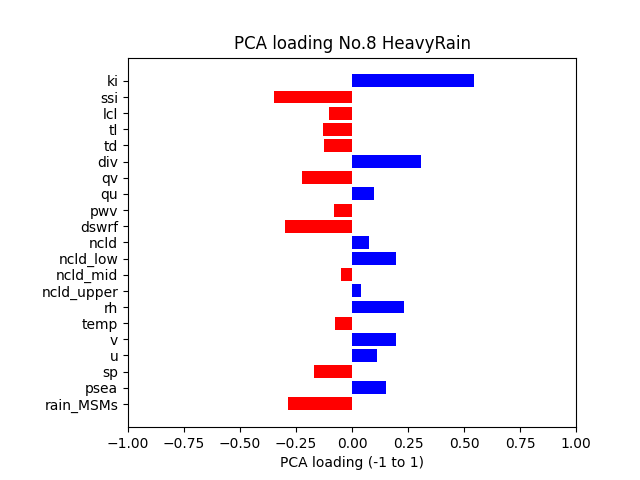 PCA loading No.8 HeavyRain
ki
ssi
lcl
tl
td
div
qv
qu
pwv
dswrf
ncld
ncld_low
ncld_mid
ncld_upper
rh
temp
v
u
sp
psea
rain_MSMs
−1.00 −0.75 −0.50 −0.25 0.00 0.25 0.50 0.75 1.00
PCA loading (-1 to 1)